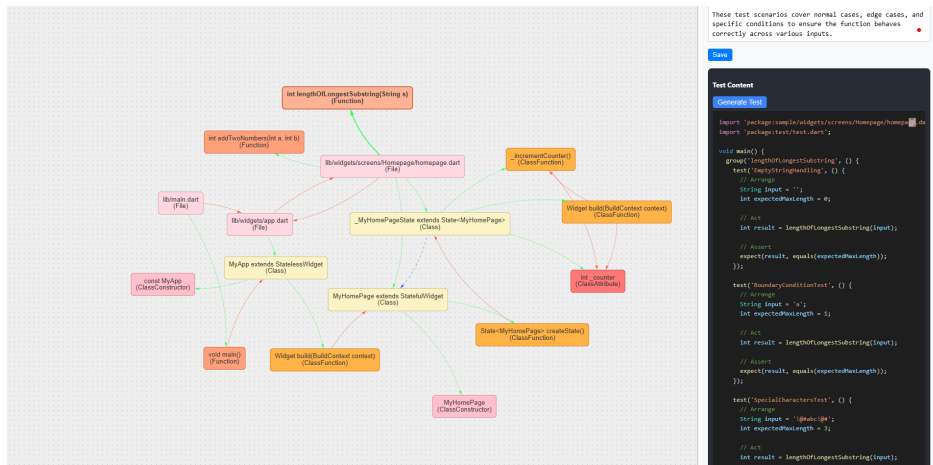 int lengthOfLongestSubstring(String s)
(Function)
int addTwoNumbers(int a, int b)
(Function)
lib/widgets/screens/Homepage/homepage.dart
(File)
_incrementCounter()
(ClassFunction)
lib/main.dart
(File)
lib/widgets/app.dart
(File)
_MyHomePageState extends State<MyHomePage>
(Class)
Widget build(BuildContext context)
(ClassFunction)
MyApp extends StatelessWidget
(Class)
const MyApp
(ClassConstructor)
int _counter
(ClassAttribute)
MyHomePage extends StatefulWidget
(Class)
State<MyHomePage> createState()
(ClassFunction)
void main()
(Function)
Widget build(BuildContext context)
(ClassFunction)
MyHomePage
(ClassConstructor)
These test scenarios cover normal cases, edge cases, and
specific conditions to ensure the function behaves
correctly across various inputs.
Save
Test Content
Generate Test
import 'package:sample/widgets/screens/Homepage/homepage.da
import 'package:test/test.dart';
void main() {
group('lengthOfLongestSubstring', () {
test('EmptyStringHandling', () {
// Arrange
String input = '';
int expectedMaxLength = 0;
// Act
int result = lengthOfLongestSubstring(input);
// Assert
expect(result, equals(expectedMaxLength));
});
test('BoundaryConditionTest', () {
// Arrange
String input = 'a';
int expectedMaxLength = 1;
// Act
int result = lengthOfLongestSubstring(input);
// Assert
expect(result, equals(expectedMaxLength));
});
test('SpecialCharactersTest', () {
// Arrange
String input = '!@#abc!@#';
int expectedMaxLength = 3;
// Act
int result = lengthOfLongestSubstring(input);